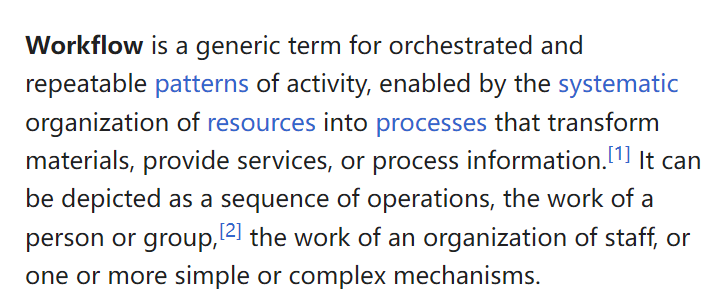 Workflow is a generic term for orchestrated and
repeatable patterns of activity, enabled by the systematic
organization of resources into processes that transform
materials, provide services, or process information.[1] It can
be depicted as a sequence of operations, the work of a
person or group,[2] the work of an organization of staff, or
one or more simple or complex mechanisms.